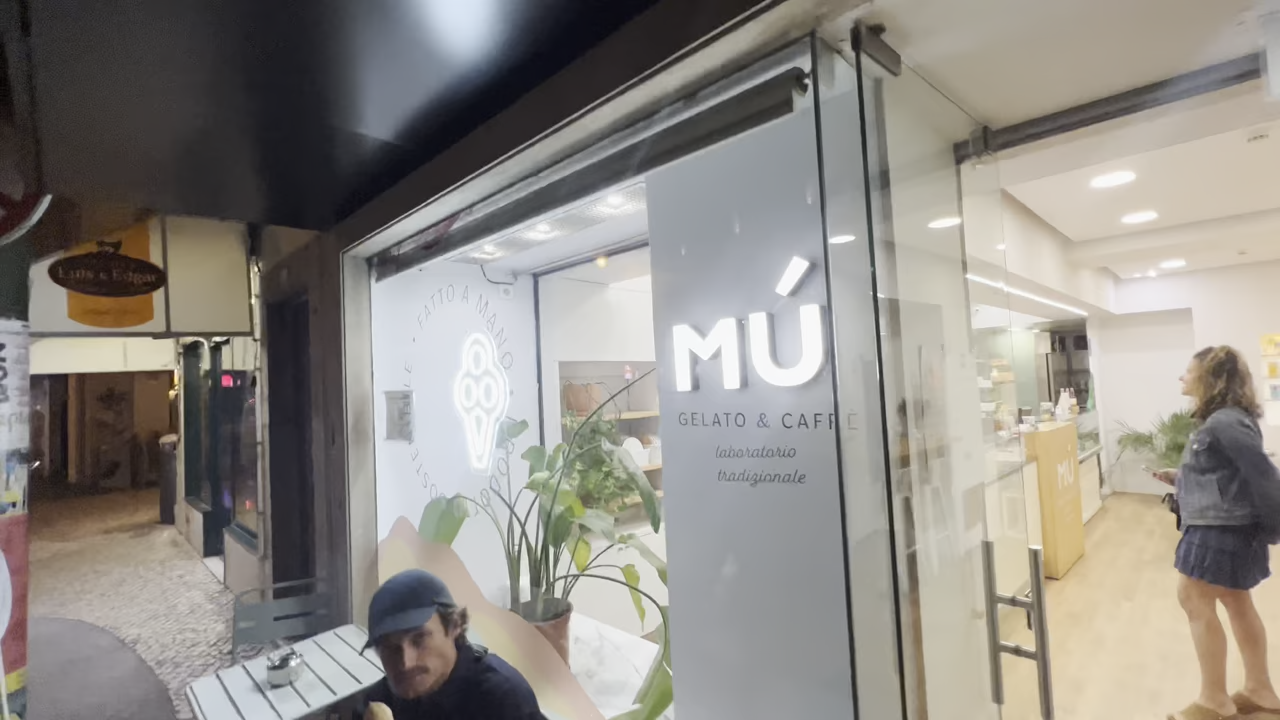 Luis & Edgar
FATTO A MANO
MÚ
GELATO & CAFFÈ
laboratorio
tradizionale
MÚ